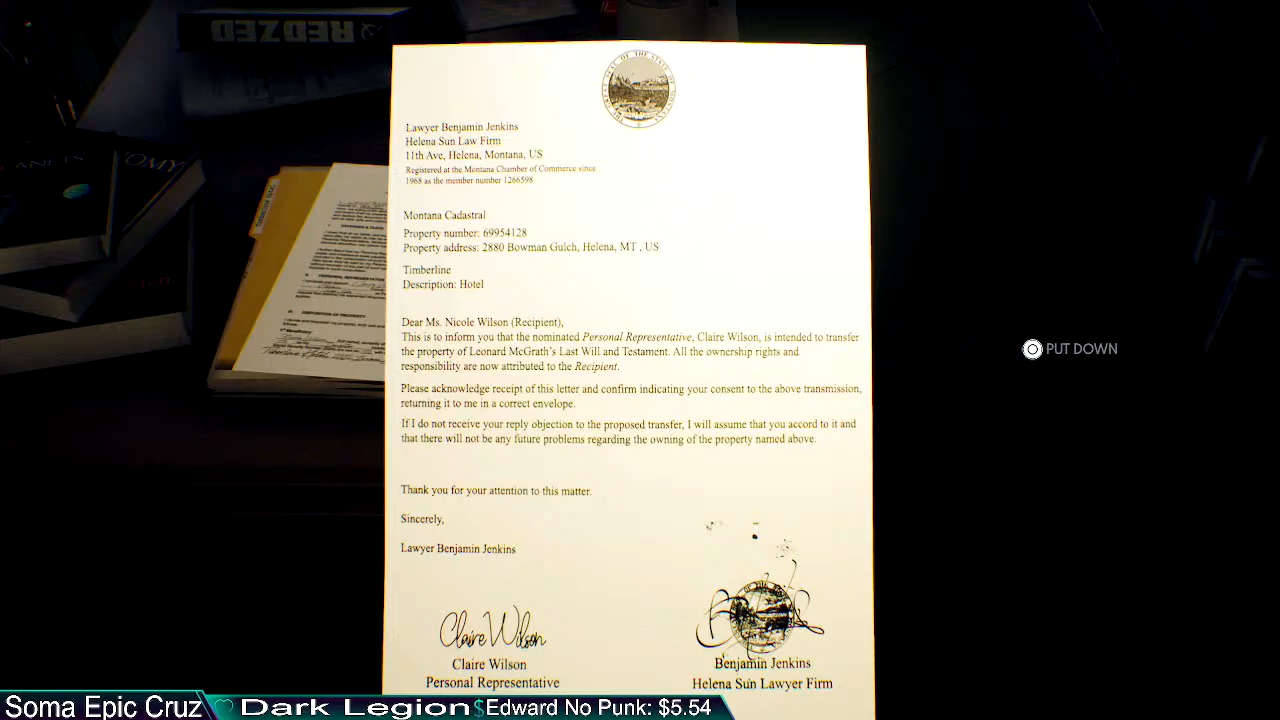 REDZED
OMY
Lawyer Benjamin Jenkins
Helena Sun Law Firm
11th Ave, Helena, Montana, US
Registered at the Montana Chamber of Commerce since
1968 as the member number 1266598
Montana Cadastral
Property number: 69954128
Property address: 2880 Bowman Gulch, Helena, MT , US
Timberline
Description: Hotel
Dear Ms. Nicole Wilson (Recipient),
This is to inform you that the nominated Personal Representative, Claire Wilson, is intended to transfer
the property of Leonard McGrath's Last Will and Testament. All the ownership rights and
responsibility are now attributed to the Recipient.
Please acknowledge receipt of this letter and confirm indicating your consent to the above transmission,
returning it to me in a correct envelope.
If I do not receive your reply objection to the proposed transfer, I will assume that you accord to it and
that there will not be any future problems regarding the owning of the property named above.
Thank you for your attention to this matter.
Sincerely,
Lawyer Benjamin Jenkins
Claire Wilson
Claire Wilson
Personal Representative
Benjamin Jenkins
Helena Sun Lawyer Firm
PUT DOWN
Soma Epic Cruz
Dark Legion
$Edward No Punk: $5.54